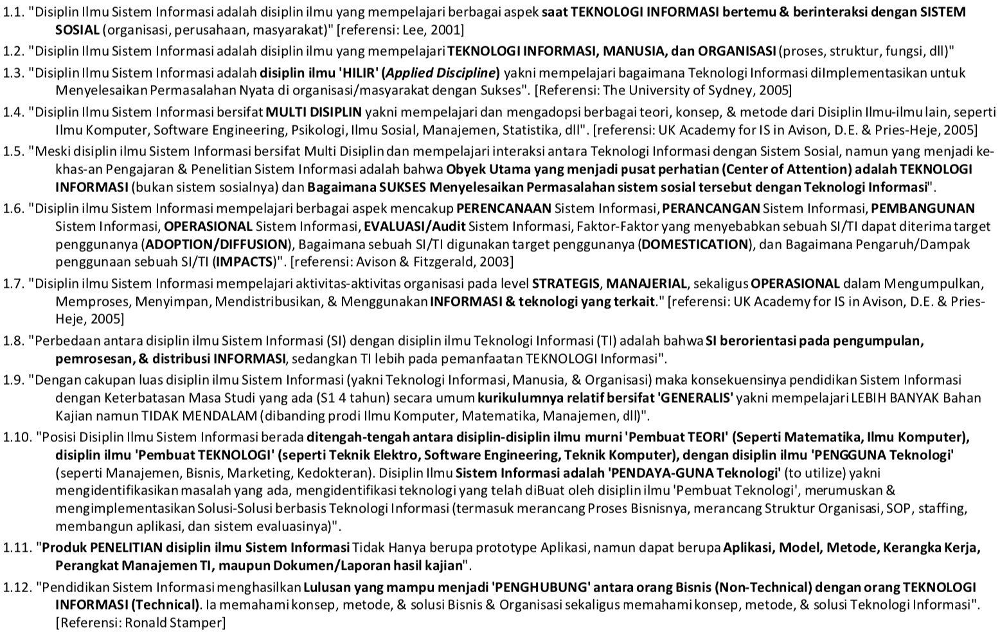 1.1. "Disiplin Ilmu Sistem Informasi adalah disiplin ilmu yang mempelajari berbagai aspek saat TEKNOLOGI INFORMASI bertemu & berinteraksi dengan SISTEM
SOSIAL (organisasi, perusahaan, masyarakat)" [referensi: Lee, 2001]
1.2. "Disiplin Ilmu Sistem Informasi adalah disiplin ilmu yang mempelajari TEKNOLOGI INFORMASI, MANUSIA, dan ORGANISASI (proses, struktur, fungsi, dll)"
1.3. "Disiplin Ilmu Sistem Informasi adalah disiplin ilmu 'HILIR' (Applied Discipline) yakni mempelajari bagaimana Teknologi Informasi diImplementasikan untuk
Menyelesaikan Permasalahan Nyata di organisasi/masyarakat dengan Sukses". [Referensi: The University of Sydney, 2005]
1.4. "Disiplin Ilmu Sistem Informasi bersifat MULTI DISIPLIN yakni mempelajari dan mengadopsi berbagai teori, konsep, & metode dari Disiplin Ilmu-ilmu lain, seperti
Ilmu Komputer, Software Engineering, Psikologi, Ilmu Sosial, Manajemen, Statistika, dll". [referensi: UK Academy for IS in Avison, D.E. & Pries-Heje, 2005]
1.5. "Meski disiplin ilmu Sistem Informasi bersifat Multi Disiplin dan mempelajari interaksi antara Teknologi Informasi dengan Sistem Sosial, namun yang menjadi ke-
khas-an Pengajaran & Penelitian Sistem Informasi adalah bahwa Obyek Utama yang menjadi pusat perhatian (Center of Attention) adalah TEKNOLOGI
INFORMASI (bukan sistem sosialnya) dan Bagaimana SUKSES Menyelesaikan Permasalahan sistem sosial tersebut dengan Teknologi Informasi".
1.6. "Disiplin ilmu Sistem Informasi mempelajari berbagai aspek mencakup PERENCANAAN Sistem Informasi, PERANCANGAN Sistem Informasi, PEMBANGUNAN
Sistem Informasi, OPERASIONAL Sistem Informasi, EVALUASI/Audit Sistem Informasi, Faktor-Faktor yang menyebabkan sebuah SI/TI dapat diterima target
penggunanya (ADOPTION/DIFFUSION), Bagaimana sebuah SI/TI digunakan target penggunanya (DOMESTICATION), dan Bagaimana Pengaruh/Dampak
penggunaan sebuah SI/TI (IMPACTS)". [referensi: Avison & Fitzgerald, 2003]
1.7. "Disiplin ilmu Sistem Informasi mempelajari aktivitas-aktivitas organisasi pada level STRATEGIS, MANAJERIAL, sekaligus OPERASIONAL dalam Mengumpulkan,
Memproses, Menyimpan, Mendistribusikan, & Menggunakan INFORMASI & teknologi yang terkait." [referensi: UK Academy for IS in Avison, D.E. & Pries-
Heje, 2005]
1.8. "Perbedaan antara disiplin ilmu Sistem Informasi (SI) dengan disiplin ilmu Teknologi Informasi (TI) adalah bahwa SI berorientasi pada pengumpulan,
pemrosesan, & distribusi INFORMASI, sedangkan TI lebih pada pemanfaatan TEKNOLOGI Informasi".
1.9. "Dengan cakupan luas disiplin ilmu Sistem Informasi (yakni Teknologi Informasi, Manusia, & Organisasi) maka konsekuensinya pendidikan Sistem Informasi
dengan Keterbatasan Masa Studi yang ada (S1 4 tahun) secara umum kurikulumnya relatif bersifat 'GENERALIS' yakni mempelajari LEBIH BANYAK Bahan
Kajian namun TIDAK MENDALAM (dibanding prodi Ilmu Komputer, Matematika, Manajemen, dll)".
1.10. "Posisi Disiplin Ilmu Sistem Informasi berada ditengah-tengah antara disiplin-disiplin ilmu murni 'Pembuat TEORI' (Seperti Matematika, Ilmu Komputer),
disiplin ilmu 'Pembuat TEKNOLOGI' (seperti Teknik Elektro, Software Engineering, Teknik Komputer), dengan disiplin ilmu 'PENGGUNA Teknologi'
(seperti Manajemen, Bisnis, Marketing, Kedokteran). Disiplin Ilmu Sistem Informasi adalah 'PENDAYA-GUNA Teknologi' (to utilize) yakni
mengidentifikasikan masalah yang ada, mengidentifikasi teknologi yang telah diBuat oleh disiplin ilmu 'Pembuat Teknologi', merumuskan &
mengimplementasikan Solusi-Solusi berbasis Teknologi Informasi (termasuk merancang Proses Bisnisnya, merancang Struktur Organisasi, SOP, staffing,
membangun aplikasi, dan sistem evaluasinya)".
1.11. "Produk PENELITIAN disiplin ilmu Sistem Informasi Tidak Hanya berupa prototype Aplikasi, namun dapat berupa Aplikasi, Model, Metode, Kerangka Kerja,
Perangkat Manajemen TI, maupun Dokumen/Laporan hasil kajian".
1.12. "Pendidikan Sistem Informasi menghasilkan Lulusan yang mampu menjadi 'PENGHUBUNG' antara orang Bisnis (Non-Technical) dengan orang TEKNOLOGI
INFORMASI (Technical). Ia memahami konsep, metode, & solusi Bisnis & Organisasi sekaligus memahami konsep, metode, & solusi Teknologi Informasi".
[Referensi: Ronald Stamper]